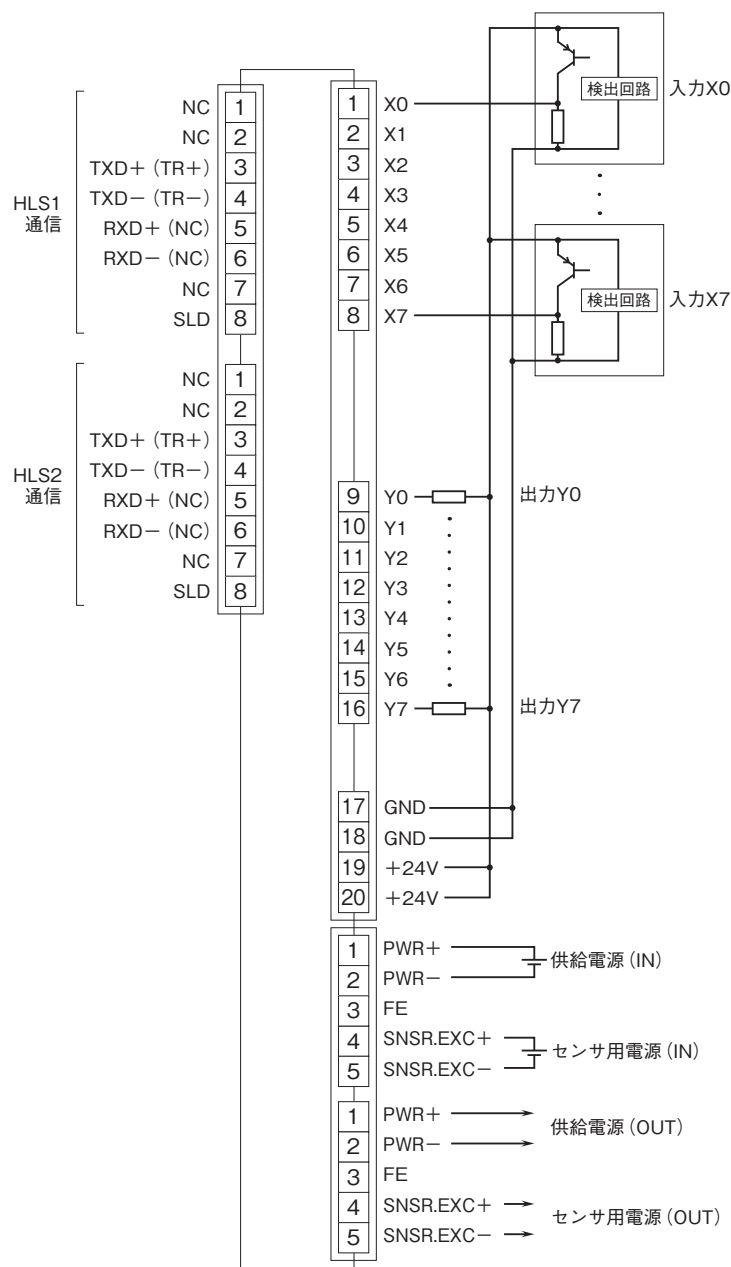 HLS1
通信
NC 1
NC 2
TXD+(TR+) 3
TXD−(TR−) 4
RXD+(NC) 5
RXD−(NC) 6
NC 7
SLD 8
HLS2
通信
NC 1
NC 2
TXD+(TR+) 3
TXD−(TR−) 4
RXD+(NC) 5
RXD−(NC) 6
NC 7
SLD 8
1 X0
2 X1
3 X2
4 X3
5 X4
6 X5
7 X6
8 X7
検出回路 入力X0
検出回路 入力X7
9 Y0 出力Y0
10 Y1
11 Y2
12 Y3
13 Y4
14 Y5
15 Y6
16 Y7 出力Y7
17 GND
18 GND
19 +24V
20 +24V
1 PWR+
2 PWR−
供給電源(IN)
3 FE
4 SNSR.EXC+
5 SNSR.EXC−
センサ用電源(IN)
1 PWR+
2 PWR−
供給電源(OUT)
3 FE
4 SNSR.EXC+
5 SNSR.EXC−
センサ用電源(OUT)